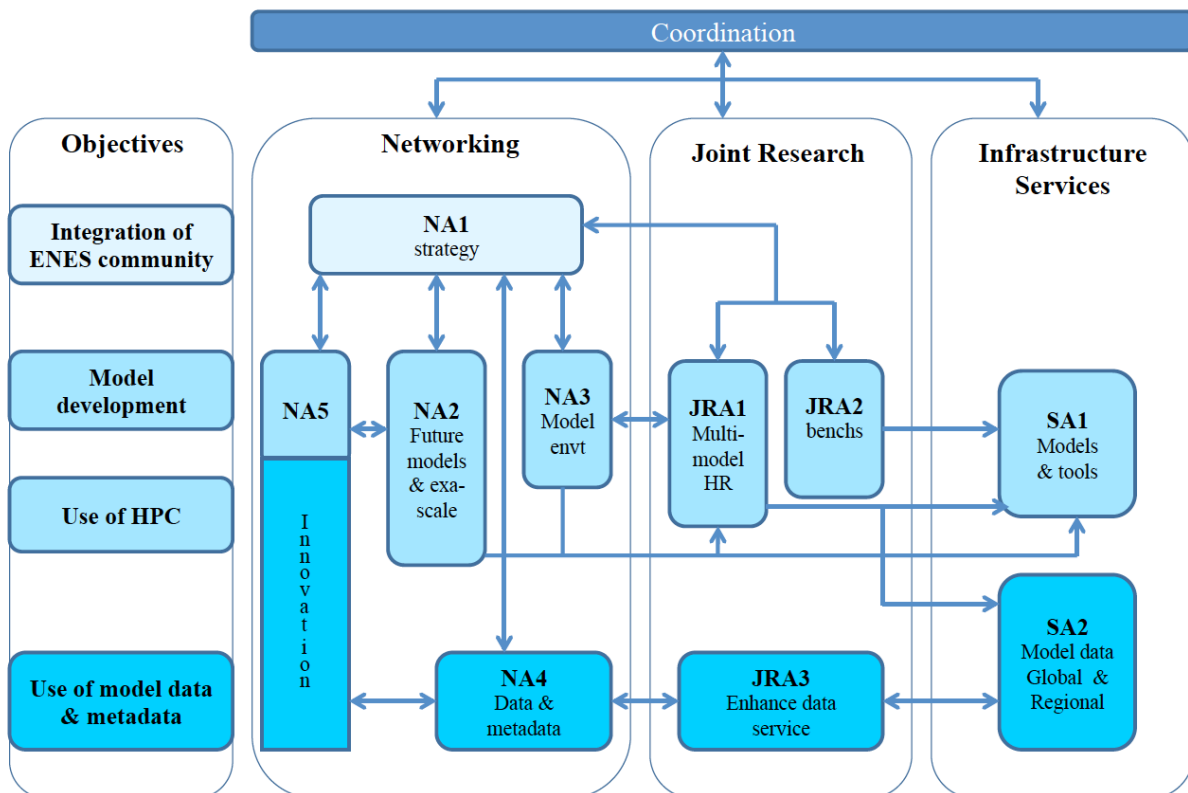 Coordination
Objectives
Networking
Joint Research
Infrastructure
Services
Integration of
ENES community
NA1
strategy
Model
development
NA5
NA2
Future
models
& exa-
scale
NA3
Model
envt
JRA1
Multi-
model
HR
JRA2
benchs
SA1
Models
& tools
Use of HPC
Innovation
Use of model data
& metadata
NA4
Data &
metadata
JRA3
Enhance data
service
SA2
Model data
Global &
Regional